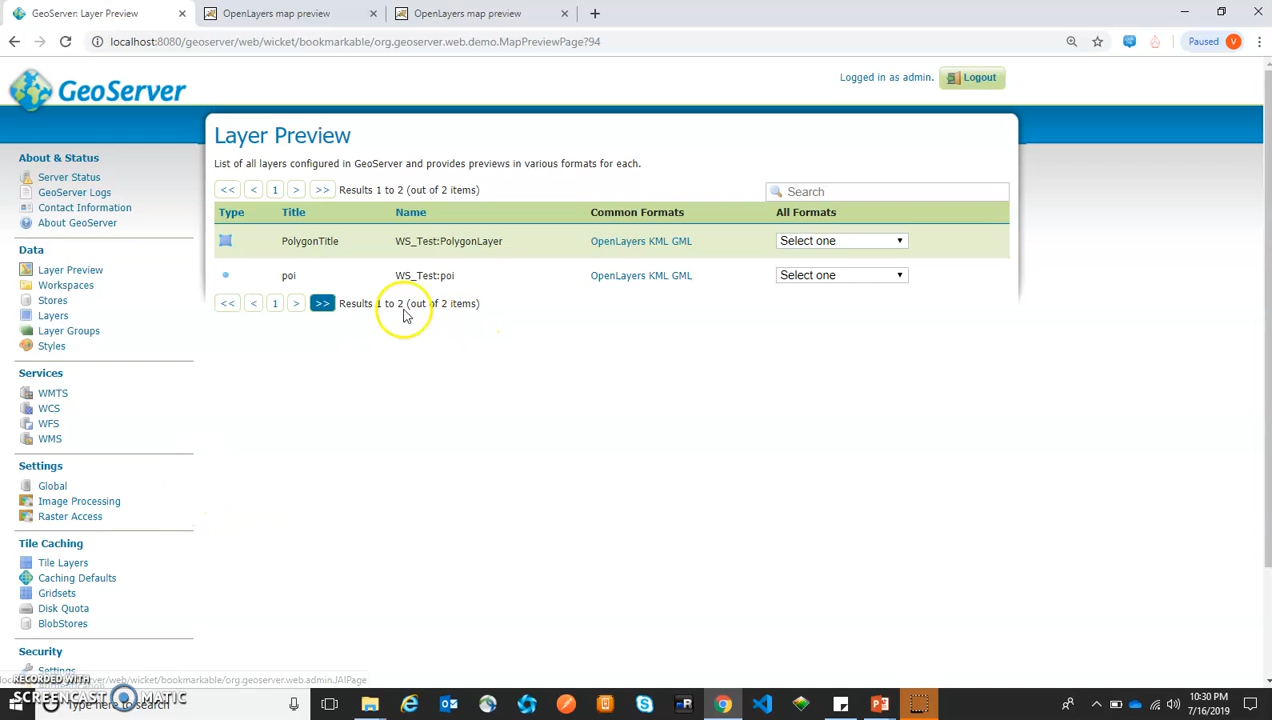 GeoServer: Layer Preview
OpenLayers map preview
OpenLayers map preview
localhost:8080/geoserver/web/wicket/bookmarkable/org.geoserver.web.demo.MapPreviewPage?94
Paused V
GeoServer
Logged in as admin. Logout
About & Status
Server Status
GeoServer Logs
Contact Information
About GeoServer
Data
Layer Preview
Workspaces
Stores
Layers
Layer Groups
Styles
Services
WMTS
WCS
WFS
WMS
Settings
Global
Image Processing
Raster Access
Tile Caching
Tile Layers
Caching Defaults
Gridsets
Disk Quota
BlobStores
Security
Settings
Layer Preview
List of all layers configured in GeoServer and provides previews in various formats for each.
<< < 1 > >> Results 1 to 2 (out of 2 items)
Search
Type Title Name Common Formats All Formats
PolygonTitle WS_Test:PolygonLayer OpenLayers KML GML Select one
poi WS_Test:poi OpenLayers KML GML Select one
<< < 1 > >> Results 1 to 2 (out of 2 items)
/geoserver/web/wicket/bookmarkable/org.geoserver.web.admin.JAIPage
RECORDED WITH
SCREENCAST MATIC
Type here to search
10:30 PM
7/16/2019